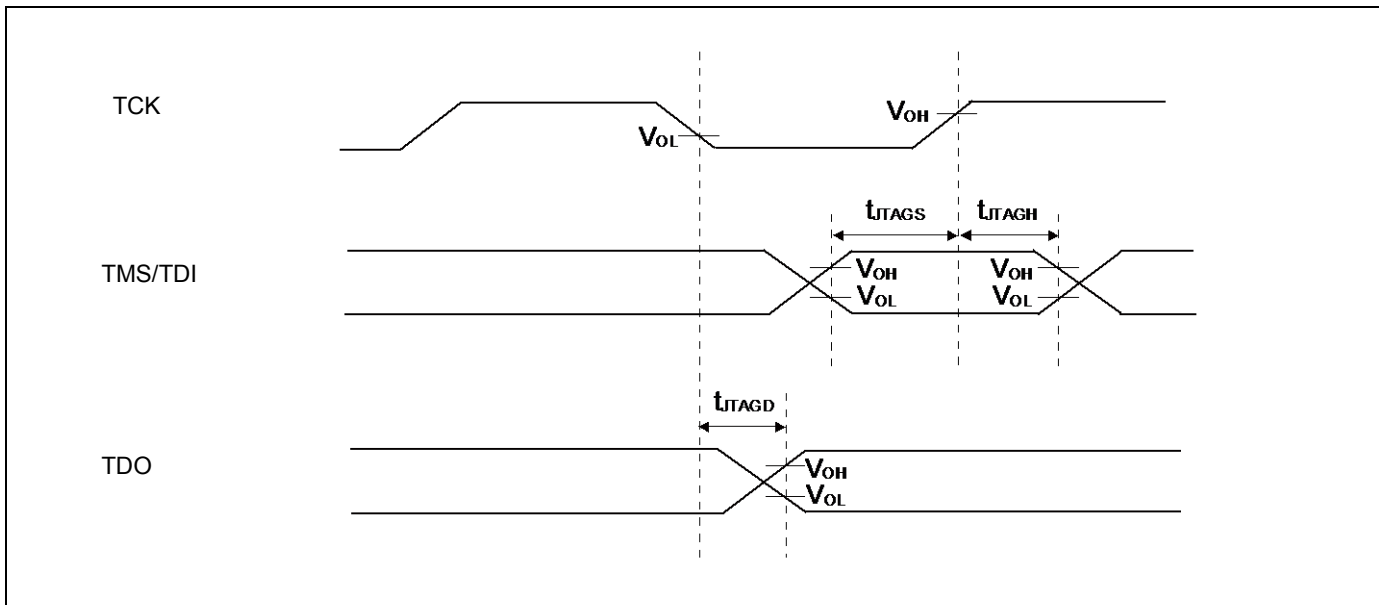 TCK
VOL
VOH
tJTAGS
tJTAGH
TMS/TDI
VOH
VOL
VOH
VOL
tJTAGD
TDO
VOH
VOL